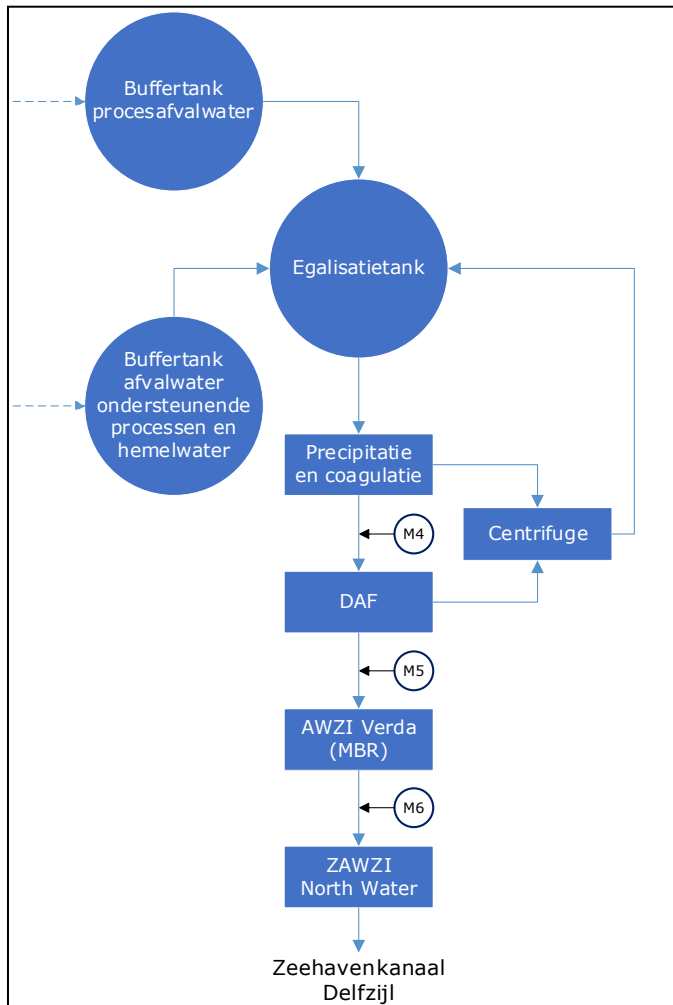 Buffertank
procesafvalwater
Egalisatietank
Buffertank
afvalwater
ondersteunende
processen en
hemelwater
Precipitatie
en coagulatie
Centrifuge
M4
DAF
M5
AWZI Verda
(MBR)
M6
ZAWZI
North Water
Zeehavenkanaal
Delfzijl